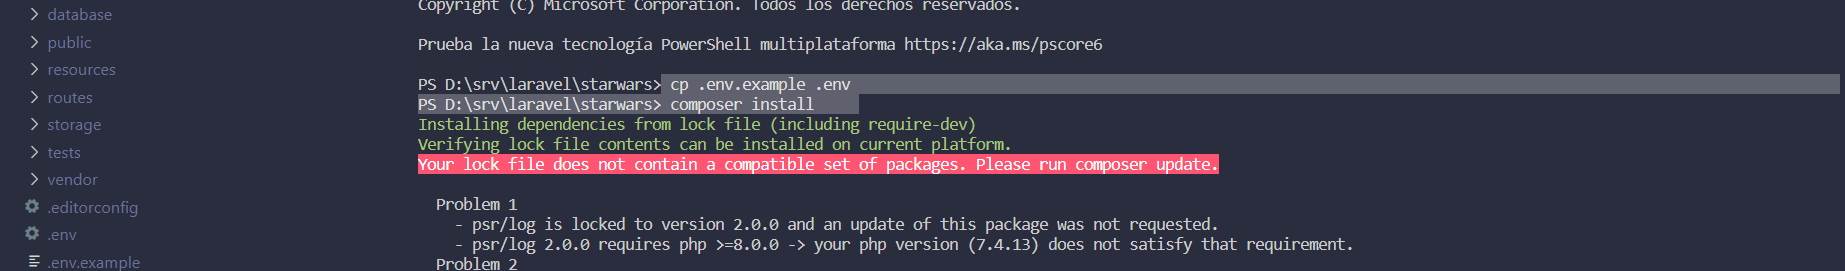 database
public
resources
routes
storage
tests
vendor
.editorconfig
.env
.env.example
Copyright (C) Microsoft Corporation. Todos los derechos reservados.
Prueba la nueva tecnología PowerShell multiplataforma https://aka.ms/pscore6
PS D:\srv\laravel\starwars> cp .env.example .env
PS D:\srv\laravel\starwars> composer install
Installing dependencies from lock file (including require-dev)
Verifying lock file contents can be installed on current platform.
Your lock file does not contain a compatible set of packages. Please run composer update.
Problem 1
- psr/log is locked to version 2.0.0 and an update of this package was not requested.
- psr/log 2.0.0 requires php >=8.0.0 -> your php version (7.4.13) does not satisfy that requirement.
Problem 2